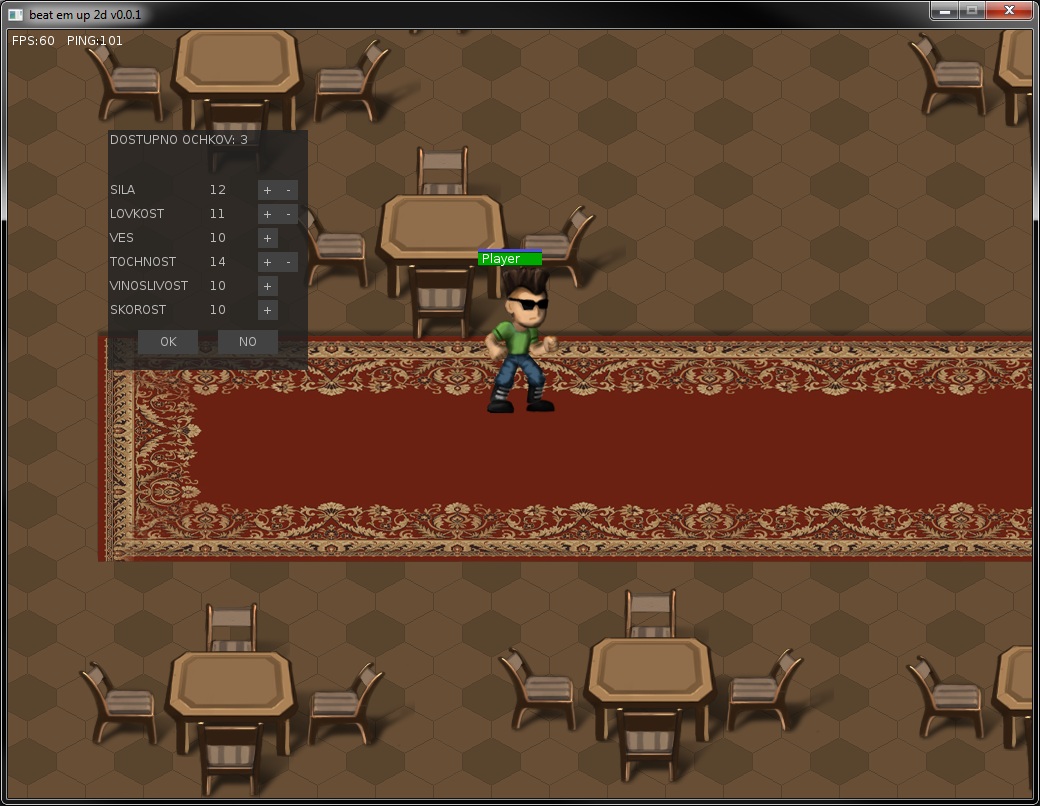 beat em up 2d v0.0.1
FPS:60 PING:101
DOSTUPNO OCHKOV: 3
SILA 12 + -
LOVKOST 11 + -
VES 10 +
TOCHNOST 14 + -
VINOSLIVOST 10 +
SKOROST 10 +
OK NO
Player